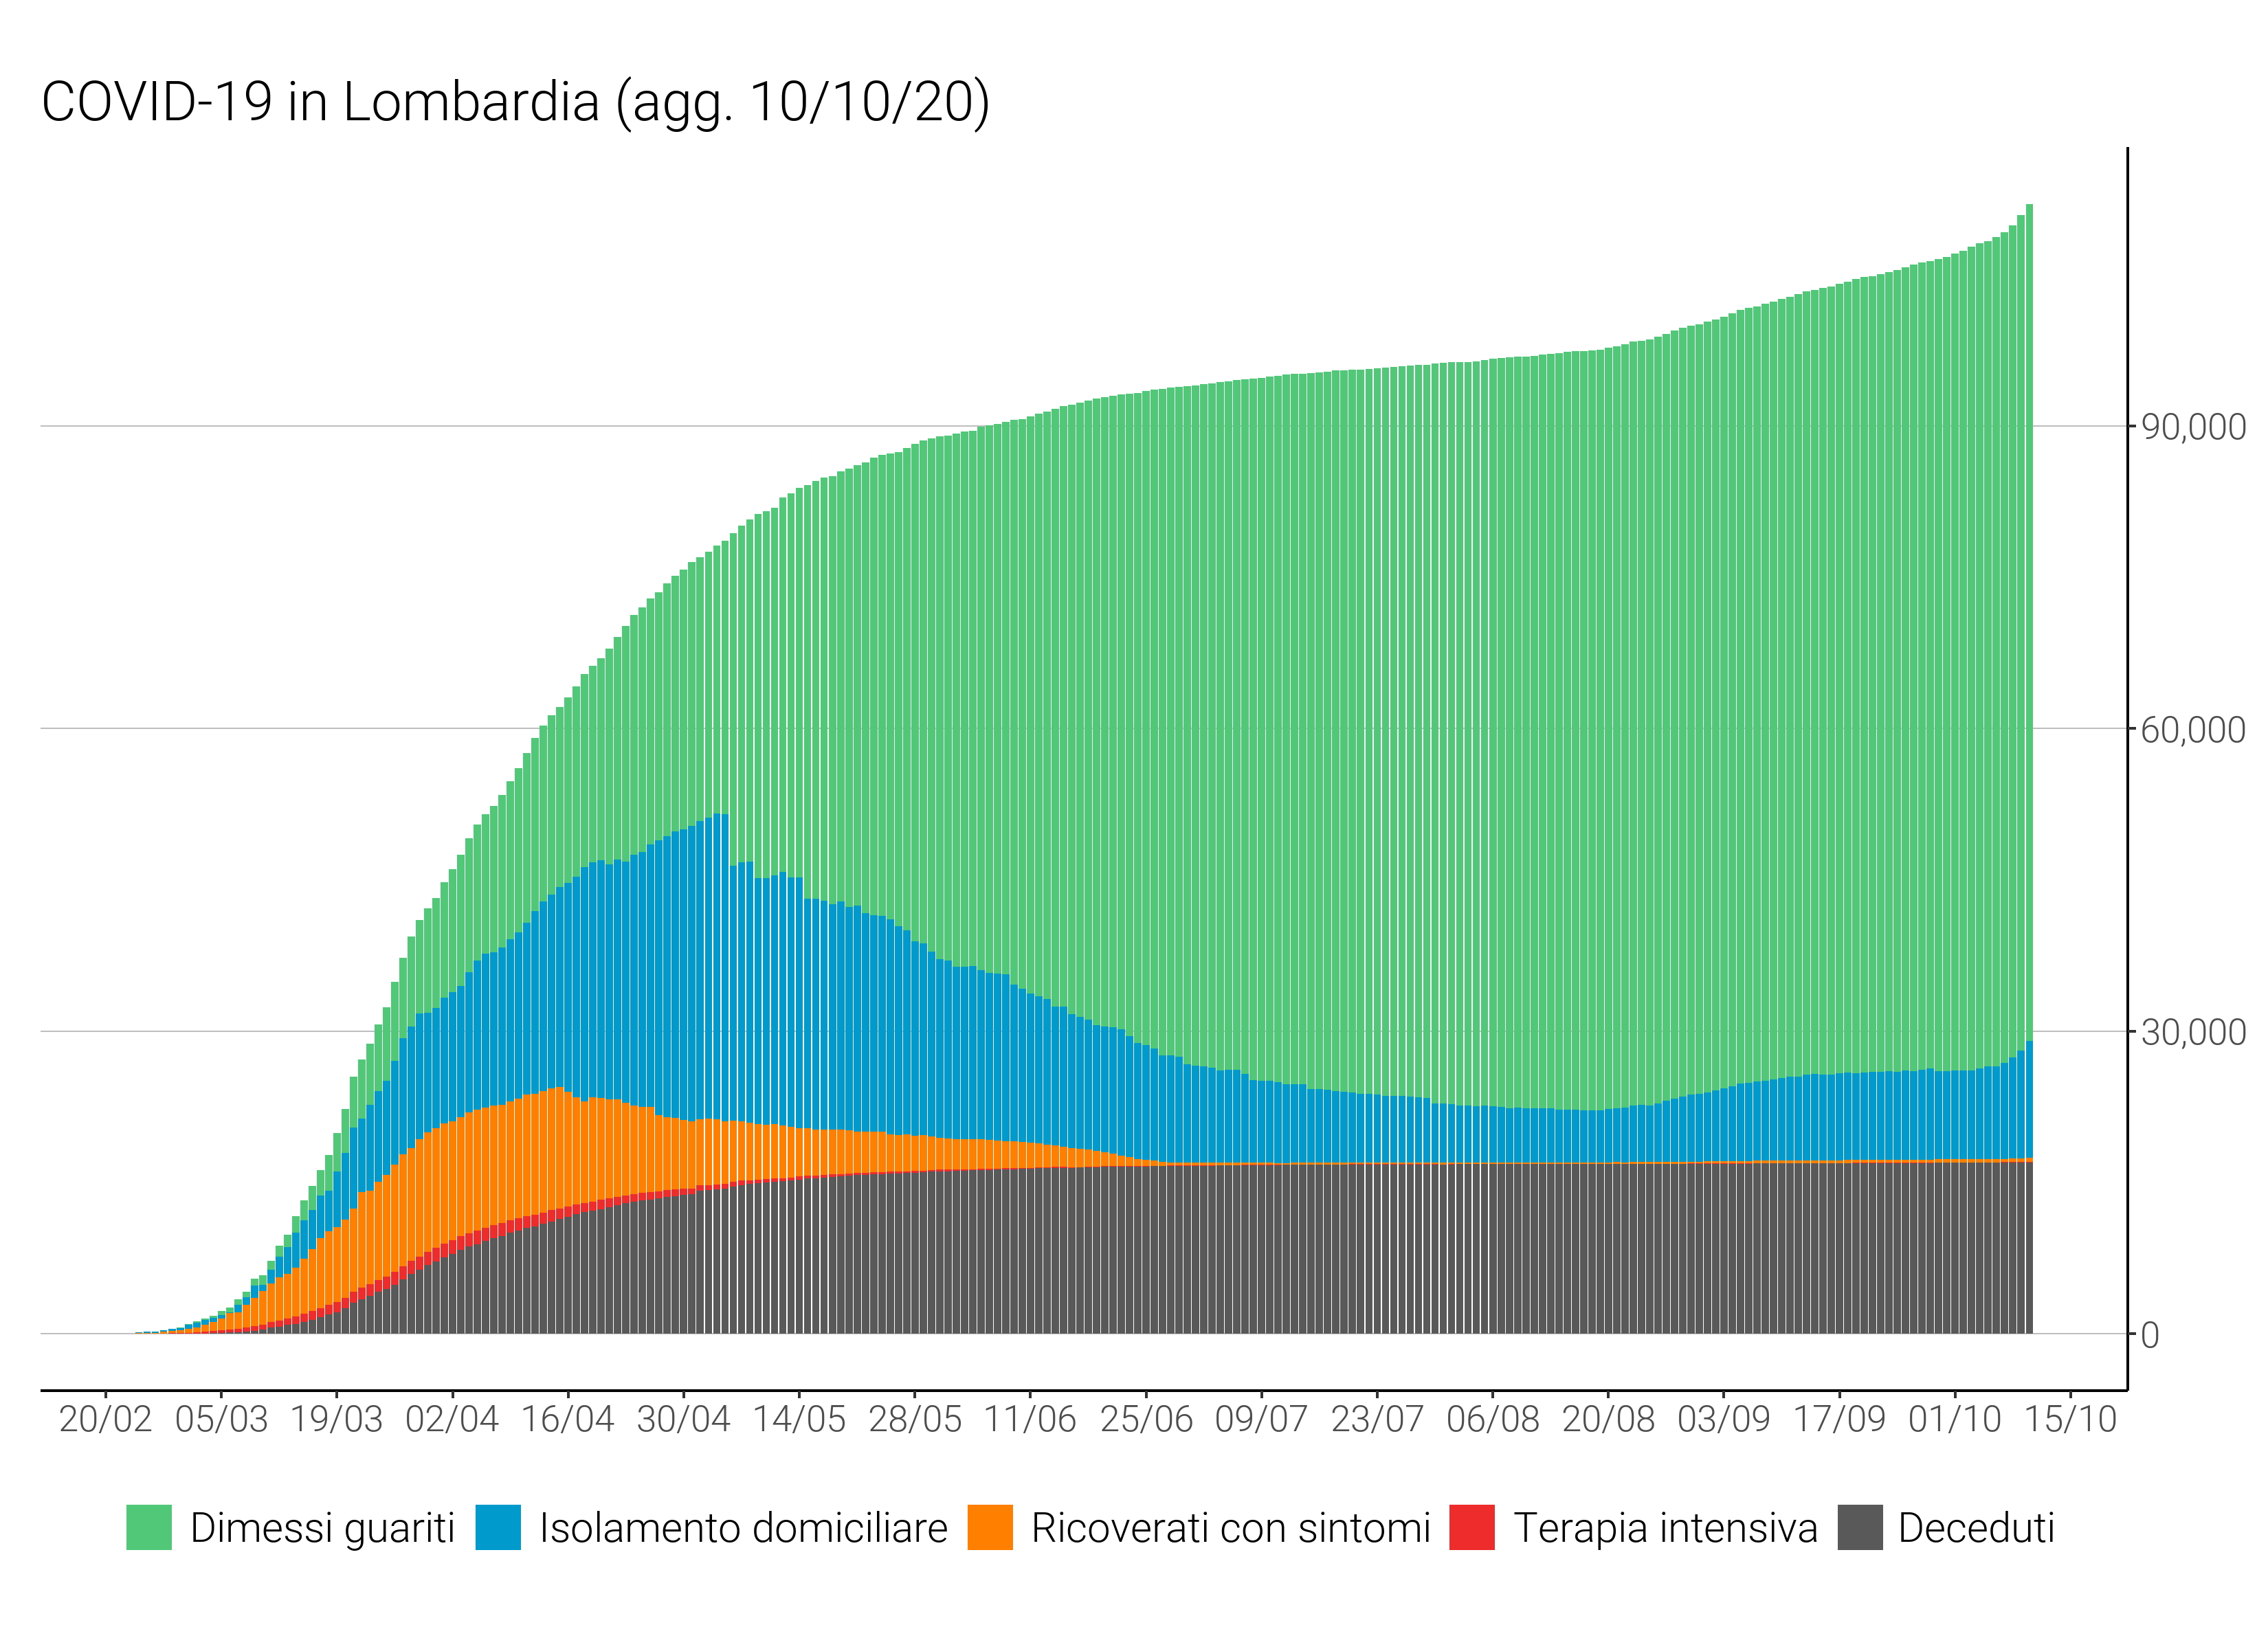 COVID-19 in Lombardia (agg. 10/10/20)
90,000
60,000
30,000
0
20/02 05/03 19/03 02/04 16/04 30/04 14/05 28/05 11/06 25/06 09/07 23/07 06/08 20/08 03/09 17/09 01/10 15/10
Dimessi guariti Isolamento domiciliare Ricoverati con sintomi Terapia intensiva Deceduti